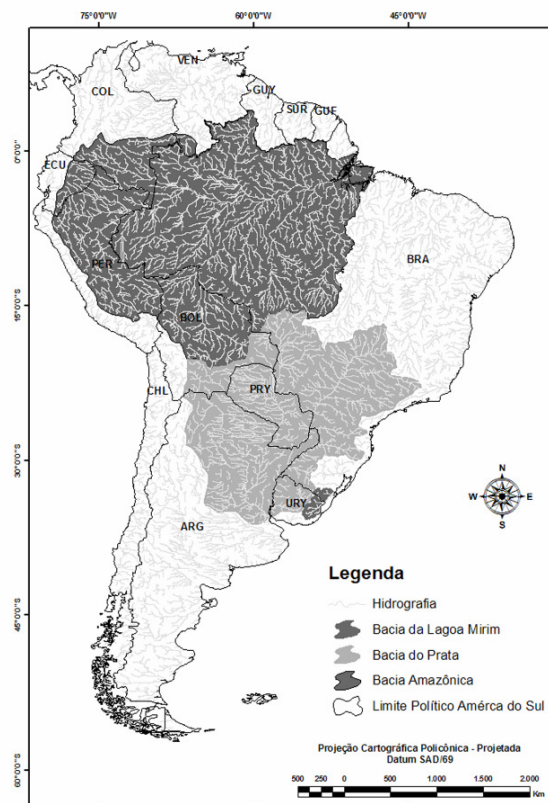 75°0'0"W 60°0'0"W 45°0'0"W
VEN
COL
GUY
SUR
GUF
0°0'0"
ECU
BRA
PER
15°0'0"S
BOL
CHL
PRY
30°0'0"S
URY
ARG
N
W E
S
Legenda
Hidrografia
Bacia da Lagoa Mirim
Bacia do Prata
Bacia Amazônica
Limite Político Amérca do Sul
45°0'0"S
Projeção Cartográfica Policônica - Projetada
Datum SAD/69
500 250 0 500 1.000 1.500 2.000
Km
60°0'0"S